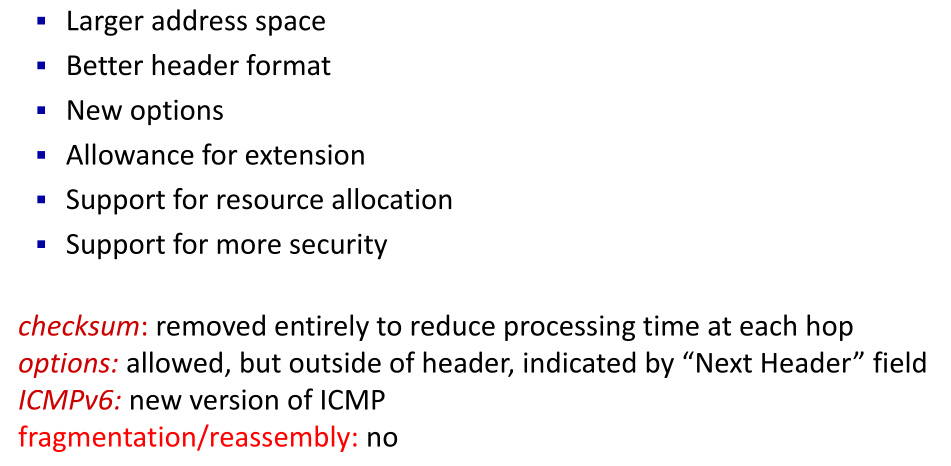 ▪ Larger address space
▪ Better header format
▪ New options
▪ Allowance for extension
▪ Support for resource allocation
▪ Support for more security
checksum: removed entirely to reduce processing time at each hop
options: allowed, but outside of header, indicated by “Next Header” field
ICMPv6: new version of ICMP
fragmentation/reassembly: no